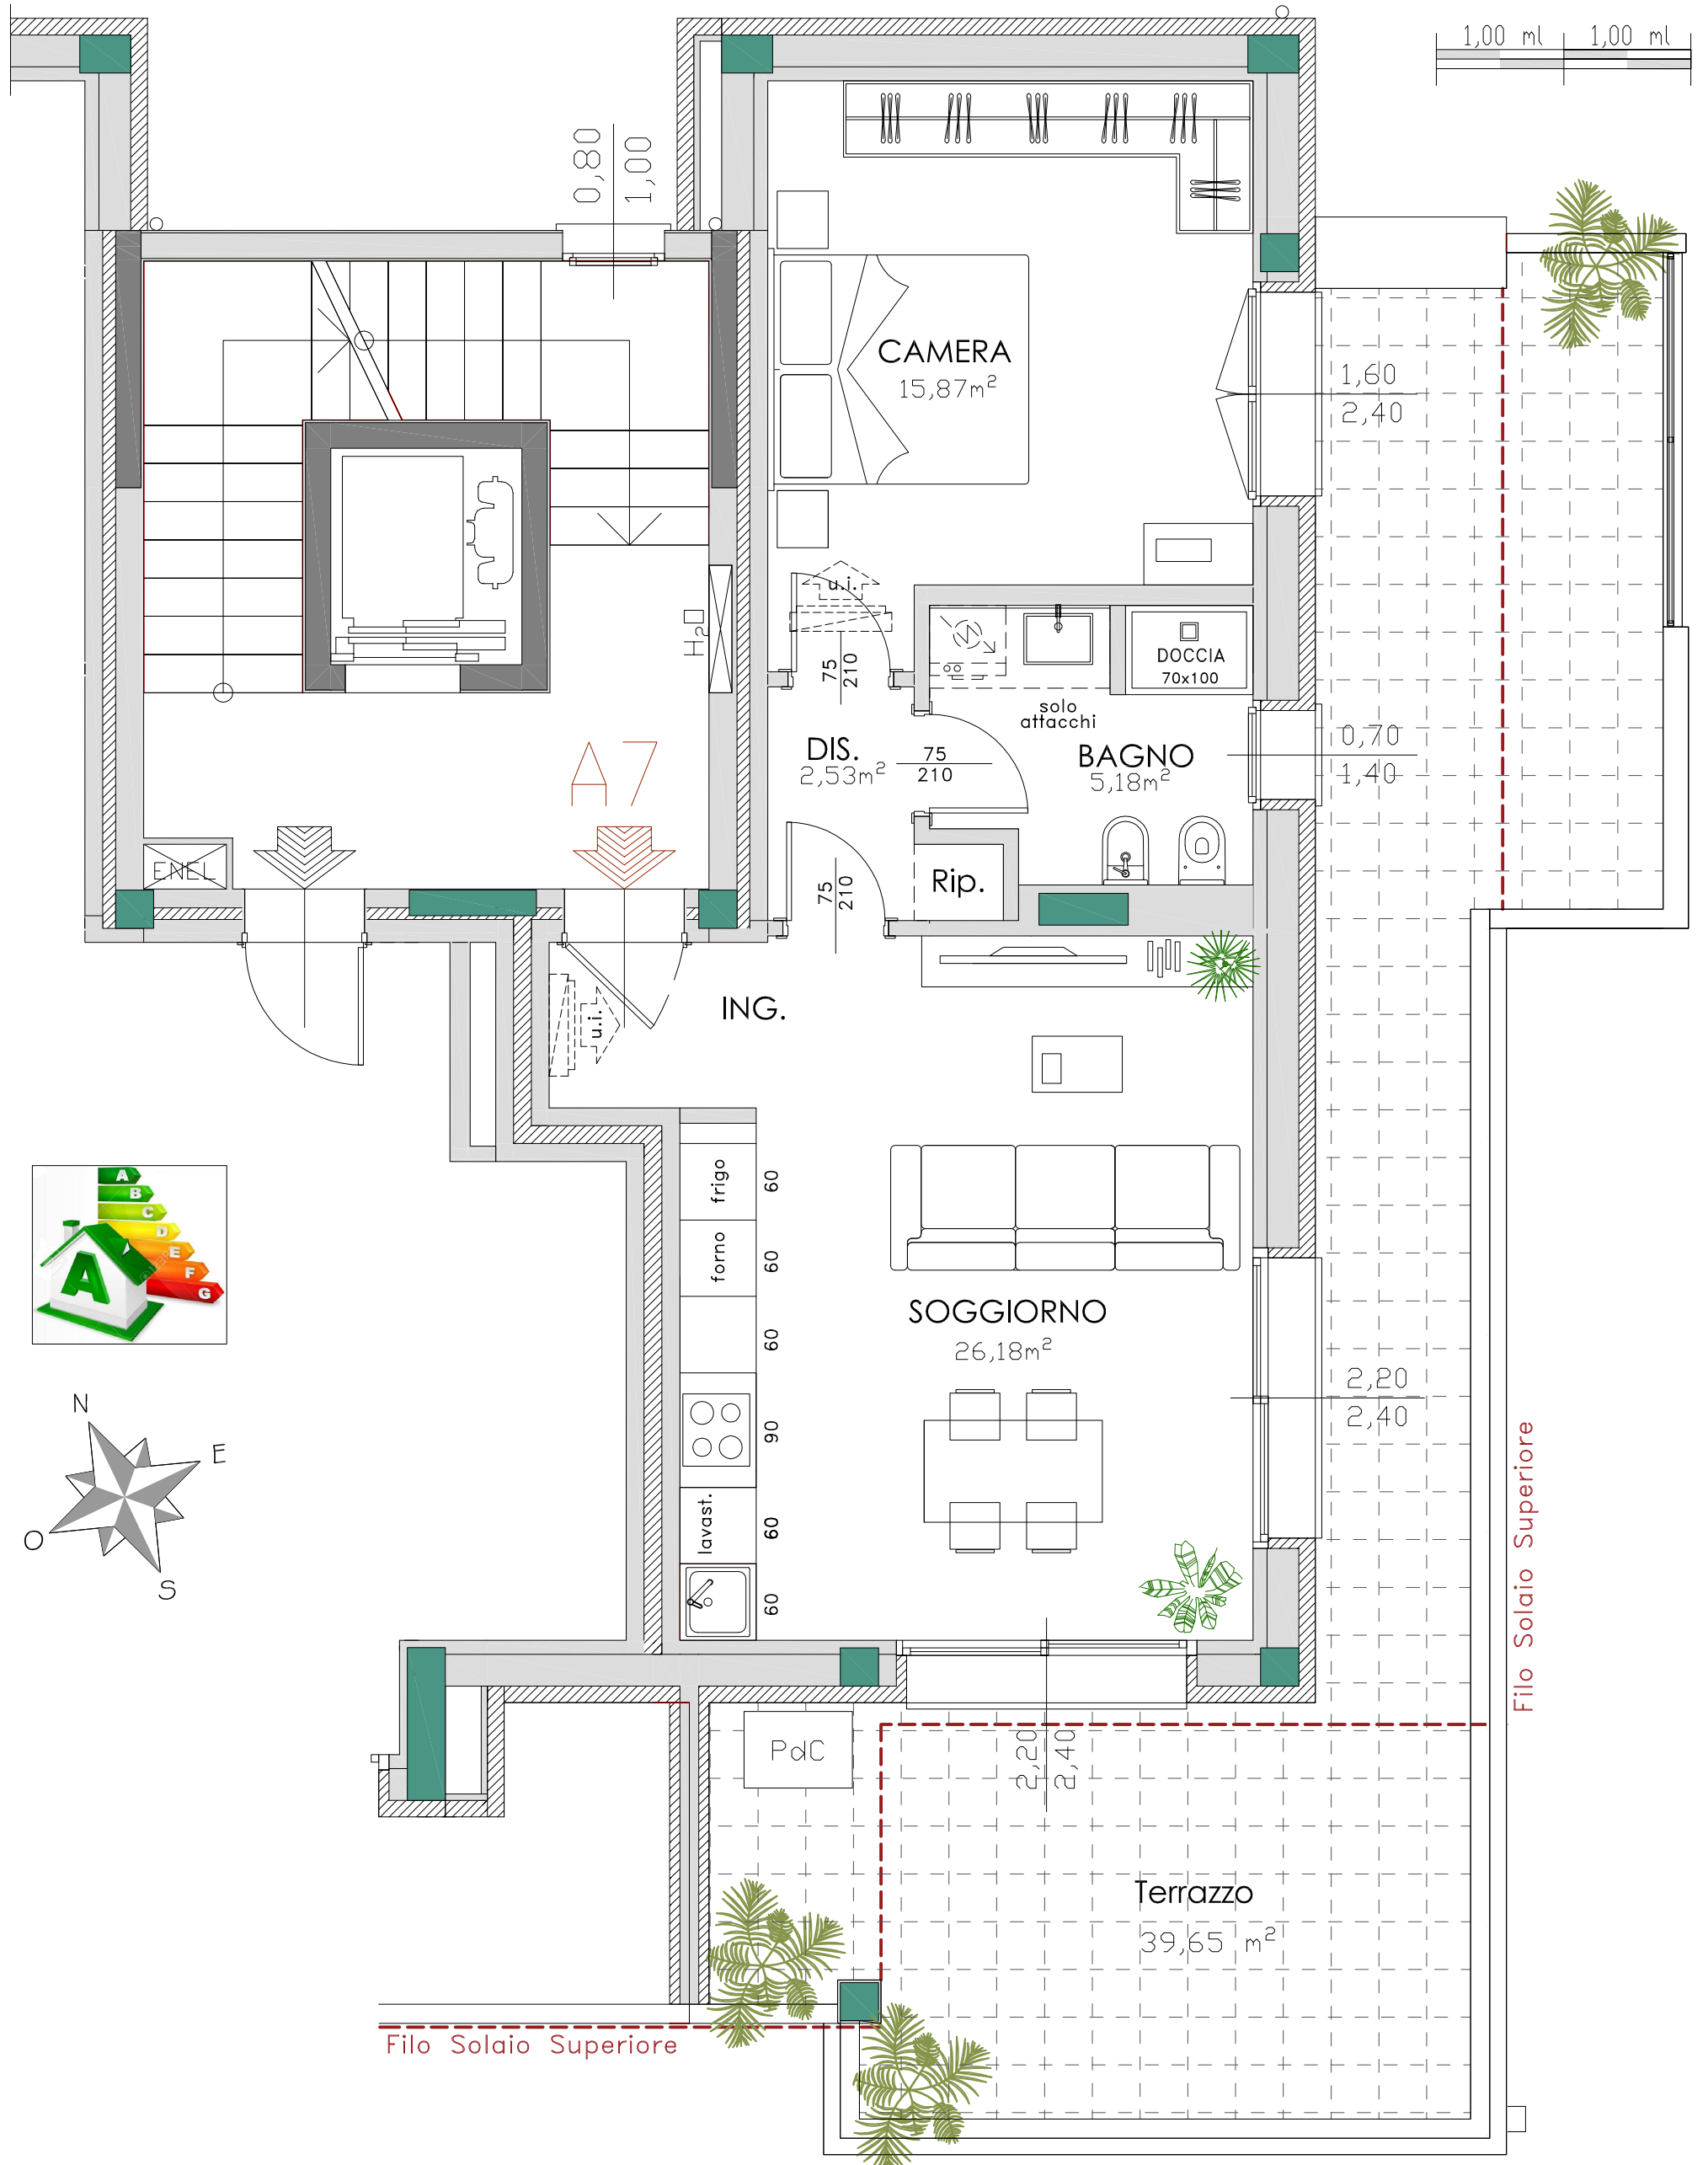 1,00 ml 1,00 ml
0,80
1,00
CAMERA
15,87m²
1,60
2,40
u.i.
75
210
H₂O
DOCCIA
70x100
solo
attacchi
DIS.
2,53m²
75
210
BAGNO
5,18m²
0,70
1,40
A7
ENEL
75
210
Rip.
ING.
u.i.
frigo
60
forno
60
60
90
lavast.
60
60
A
B
C
D
E
F
G
A
SOGGIORNO
26,18m²
2,20
2,40
N
E
O
S
Filo Solaio Superiore
PdC
2,20
2,40
Terrazzo
39,65 m²
Filo Solaio Superiore